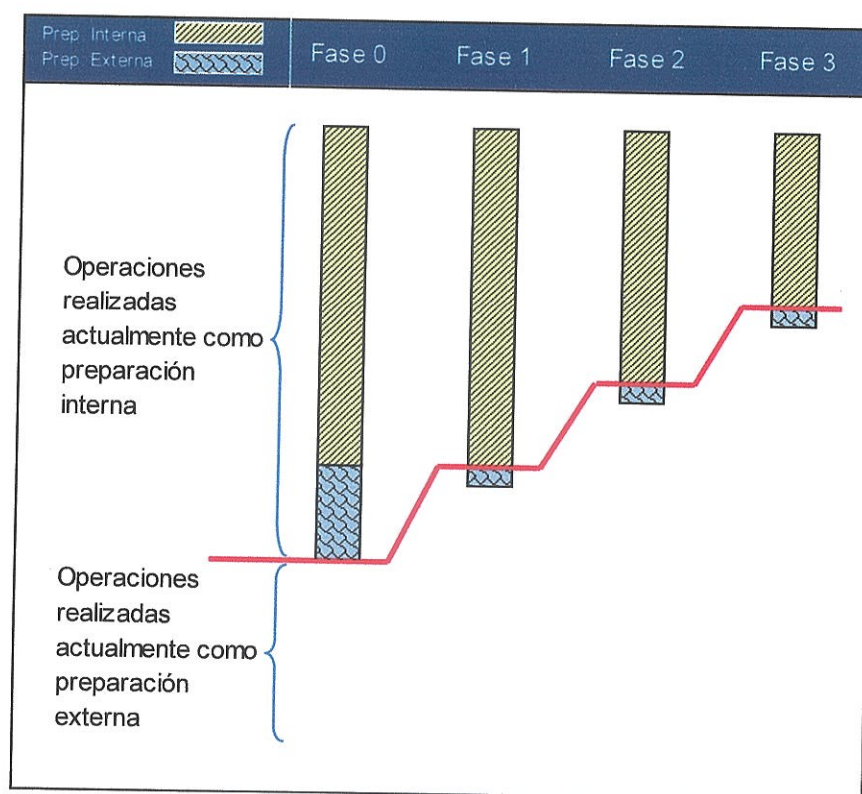 Prep. Interna
Prep. Externa
Fase 0
Fase 1
Fase 2
Fase 3
Operaciones
realizadas
actualmente como
preparación
interna
Operaciones
realizadas
actualmente como
preparación
externa